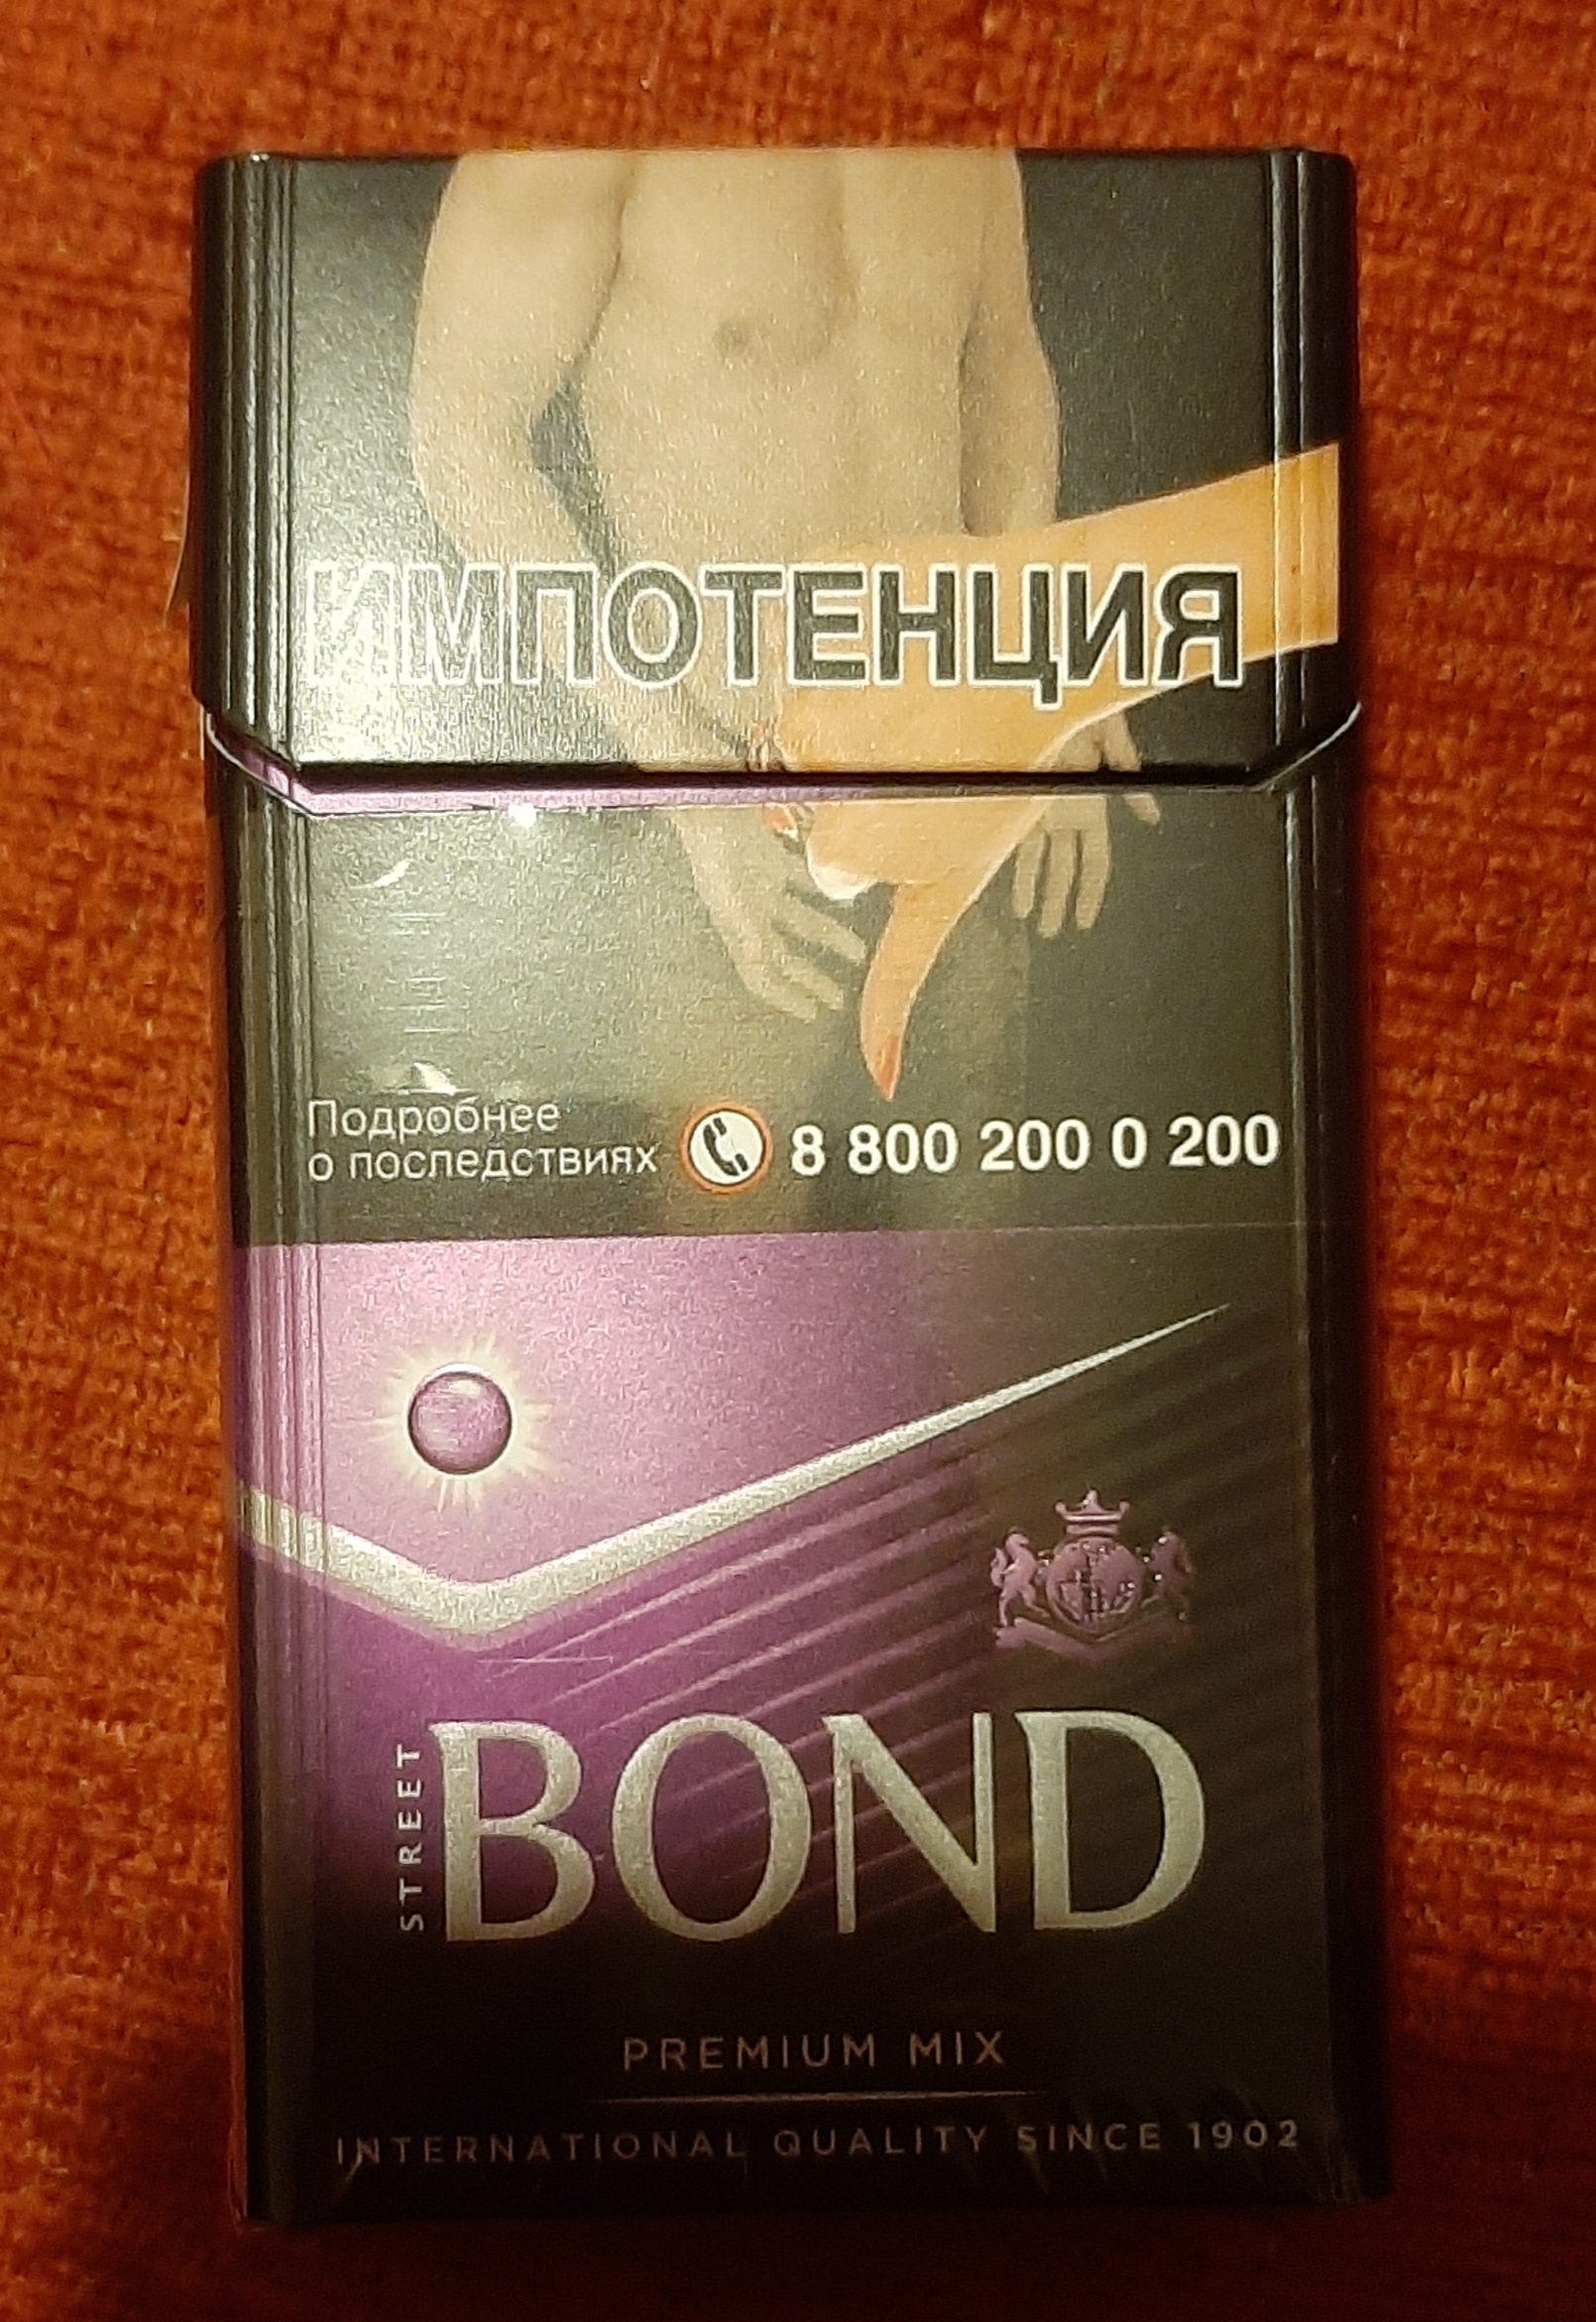 ИМПОТЕНЦИЯ
Подробнее
о последствиях
8 800 200 0 200
STREET
BOND
PREMIUM MIX
INTERNATIONAL QUALITY SINCE 1902